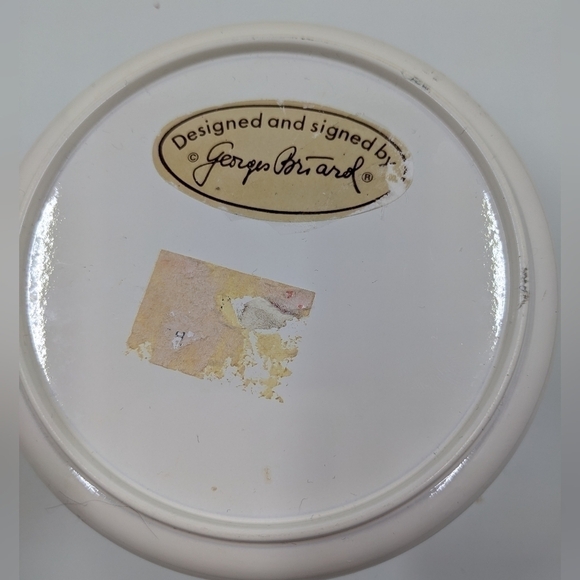 Designed and signed by
© Georges Briard ®